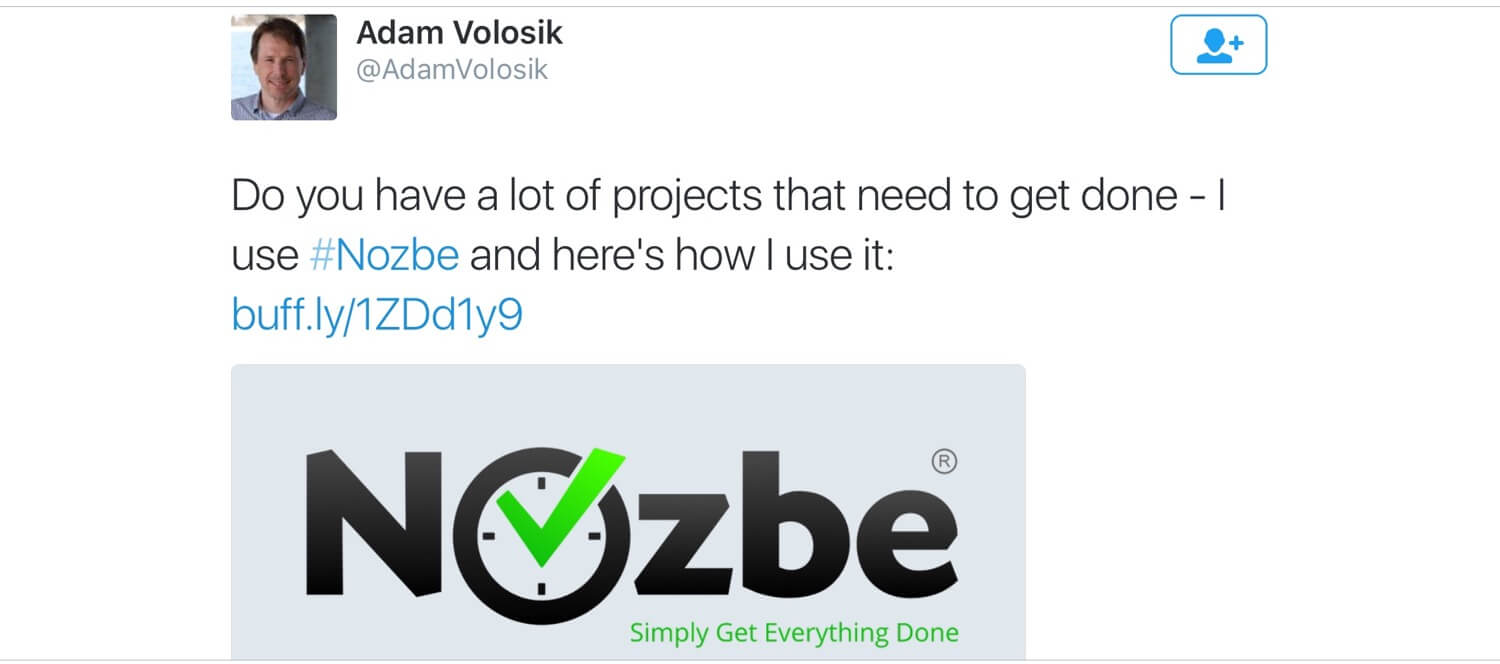 Adam Volosik
@AdamVolosik
Do you have a lot of projects that need to get done - I
use #Nozbe and here's how I use it:
buff.ly/1ZDd1y9
Nozbe®
Simply Get Everything Done